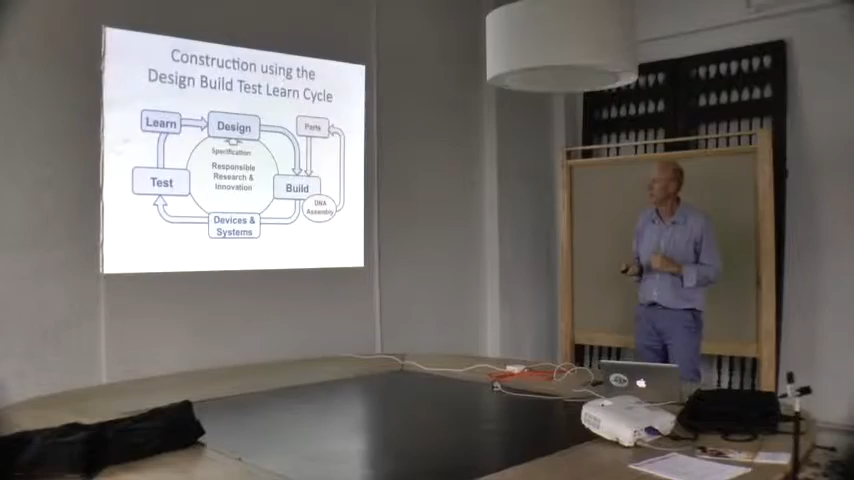 Construction using the
Design Build Test Learn Cycle
Learn
Design
Parts
Specification
Responsible
Research &
Innovation
Test
Build
DNA
Assembly
Devices &
Systems